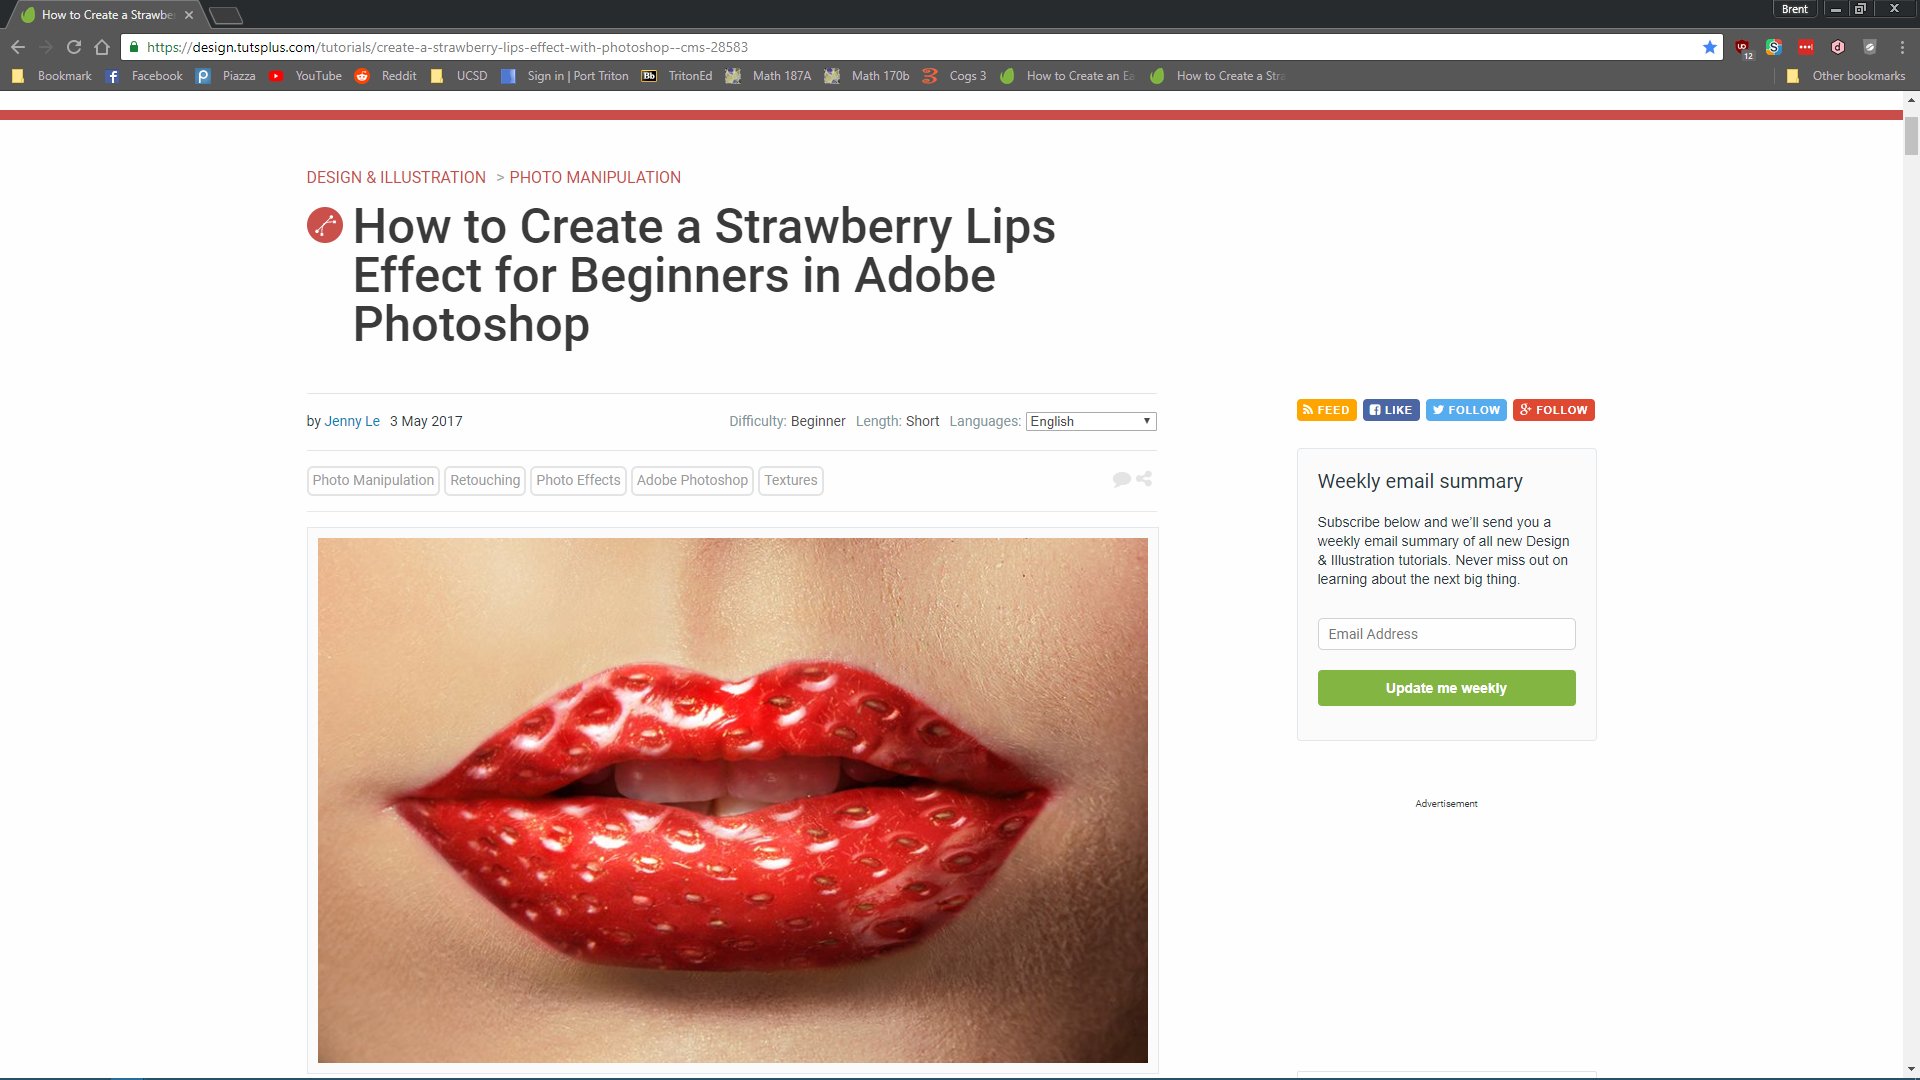 How to Create a Strawbe
Brent
https://design.tutsplus.com/tutorials/create-a-strawberry-lips-effect-with-photoshop--cms-28583
12
Bookmark Facebook Piazza YouTube Reddit UCSD Sign in | Port Triton Bb TritonEd Math 187A Math 170b Cogs 3 How to Create an Ea How to Create a Stra Other bookmarks
DESIGN & ILLUSTRATION > PHOTO MANIPULATION
How to Create a Strawberry Lips
Effect for Beginners in Adobe
Photoshop
by Jenny Le 3 May 2017 Difficulty: Beginner Length: Short Languages: English
FEED LIKE FOLLOW FOLLOW
Photo Manipulation Retouching Photo Effects Adobe Photoshop Textures
Weekly email summary
Subscribe below and we'll send you a
weekly email summary of all new Design
& Illustration tutorials. Never miss out on
learning about the next big thing.
Email Address
Update me weekly
Advertisement